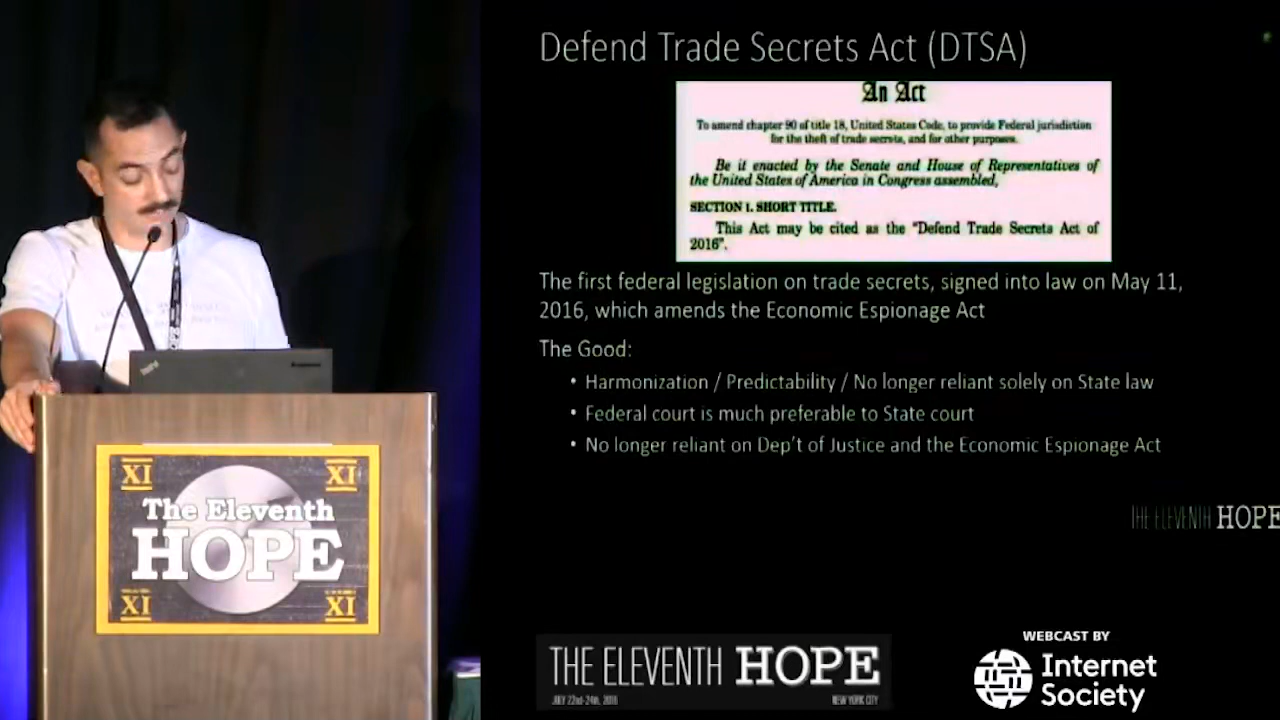 Defend Trade Secrets Act (DTSA)
An Act
To amend chapter 90 of title 18, United States Code, to provide Federal jurisdiction
for the theft of trade secrets, and for other purposes.
Be it enacted by the Senate and House of Representatives of
the United States of America in Congress assembled,
SECTION 1. SHORT TITLE.
This Act may be cited as the "Defend Trade Secrets Act of
2016".
The first federal legislation on trade secrets, signed into law on May 11,
2016, which amends the Economic Espionage Act
The Good:
• Harmonization / Predictability / No longer reliant solely on State law
• Federal court is much preferable to State court
• No longer reliant on Dep't of Justice and the Economic Espionage Act
THE ELEVENTH HOPE
XI XI
The Eleventh
HOPE
XI XI
THE ELEVENTH HOPE
JULY 22nd-24th, 2016 NEW YORK CITY
WEBCAST BY
Internet
Society